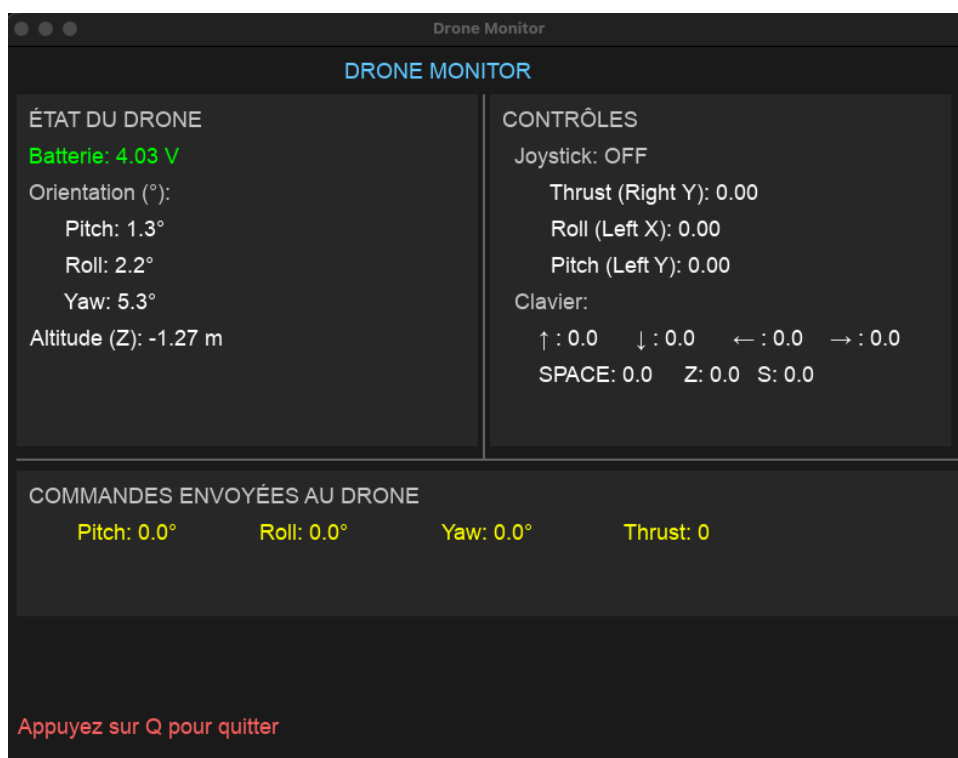 Drone Monitor
DRONE MONITOR
ÉTAT DU DRONE
Batterie: 4.03 V
Orientation (°):
Pitch: 1.3°
Roll: 2.2°
Yaw: 5.3°
Altitude (Z): -1.27 m
CONTRÔLES
Joystick: OFF
Thrust (Right Y): 0.00
Roll (Left X): 0.00
Pitch (Left Y): 0.00
Clavier:
↑ : 0.0 ↓ : 0.0 ← : 0.0 → : 0.0
SPACE: 0.0 Z: 0.0 S: 0.0
COMMANDES ENVOYÉES AU DRONE
Pitch: 0.0° Roll: 0.0° Yaw: 0.0° Thrust: 0
Appuyez sur Q pour quitter